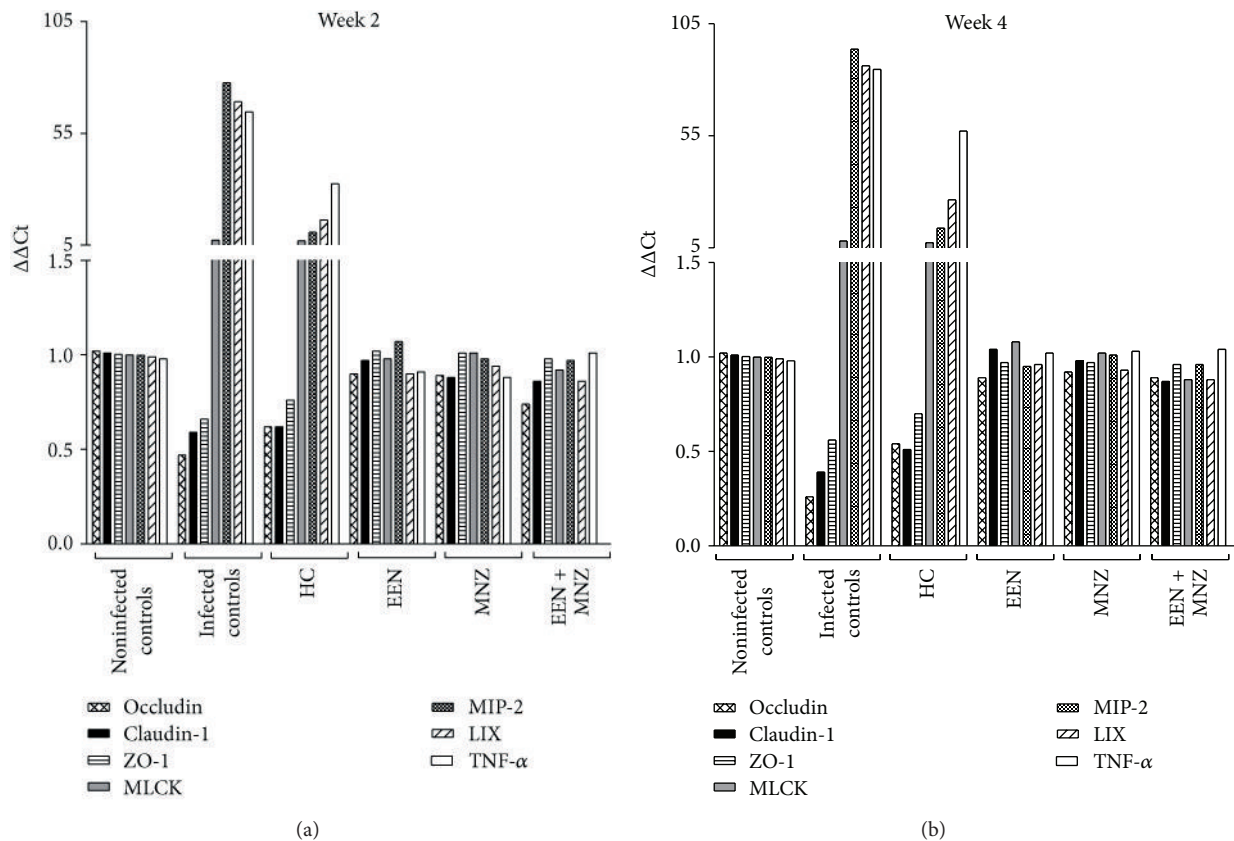 Week 2
105
55
5
1.5
1.0
0.5
0.0
ΔΔCt
Noninfected
controls
Infected
controls
HC
EEN
MNZ
EEN +
MNZ
Occludin
Claudin-1
ZO-1
MLCK
MIP-2
LIX
TNF-α
(a)
Week 4
105
55
5
1.5
1.0
0.5
0.0
ΔΔCt
Noninfected
controls
Infected
controls
HC
EEN
MNZ
EEN +
MNZ
Occludin
Claudin-1
ZO-1
MLCK
MIP-2
LIX
TNF-α
(b)